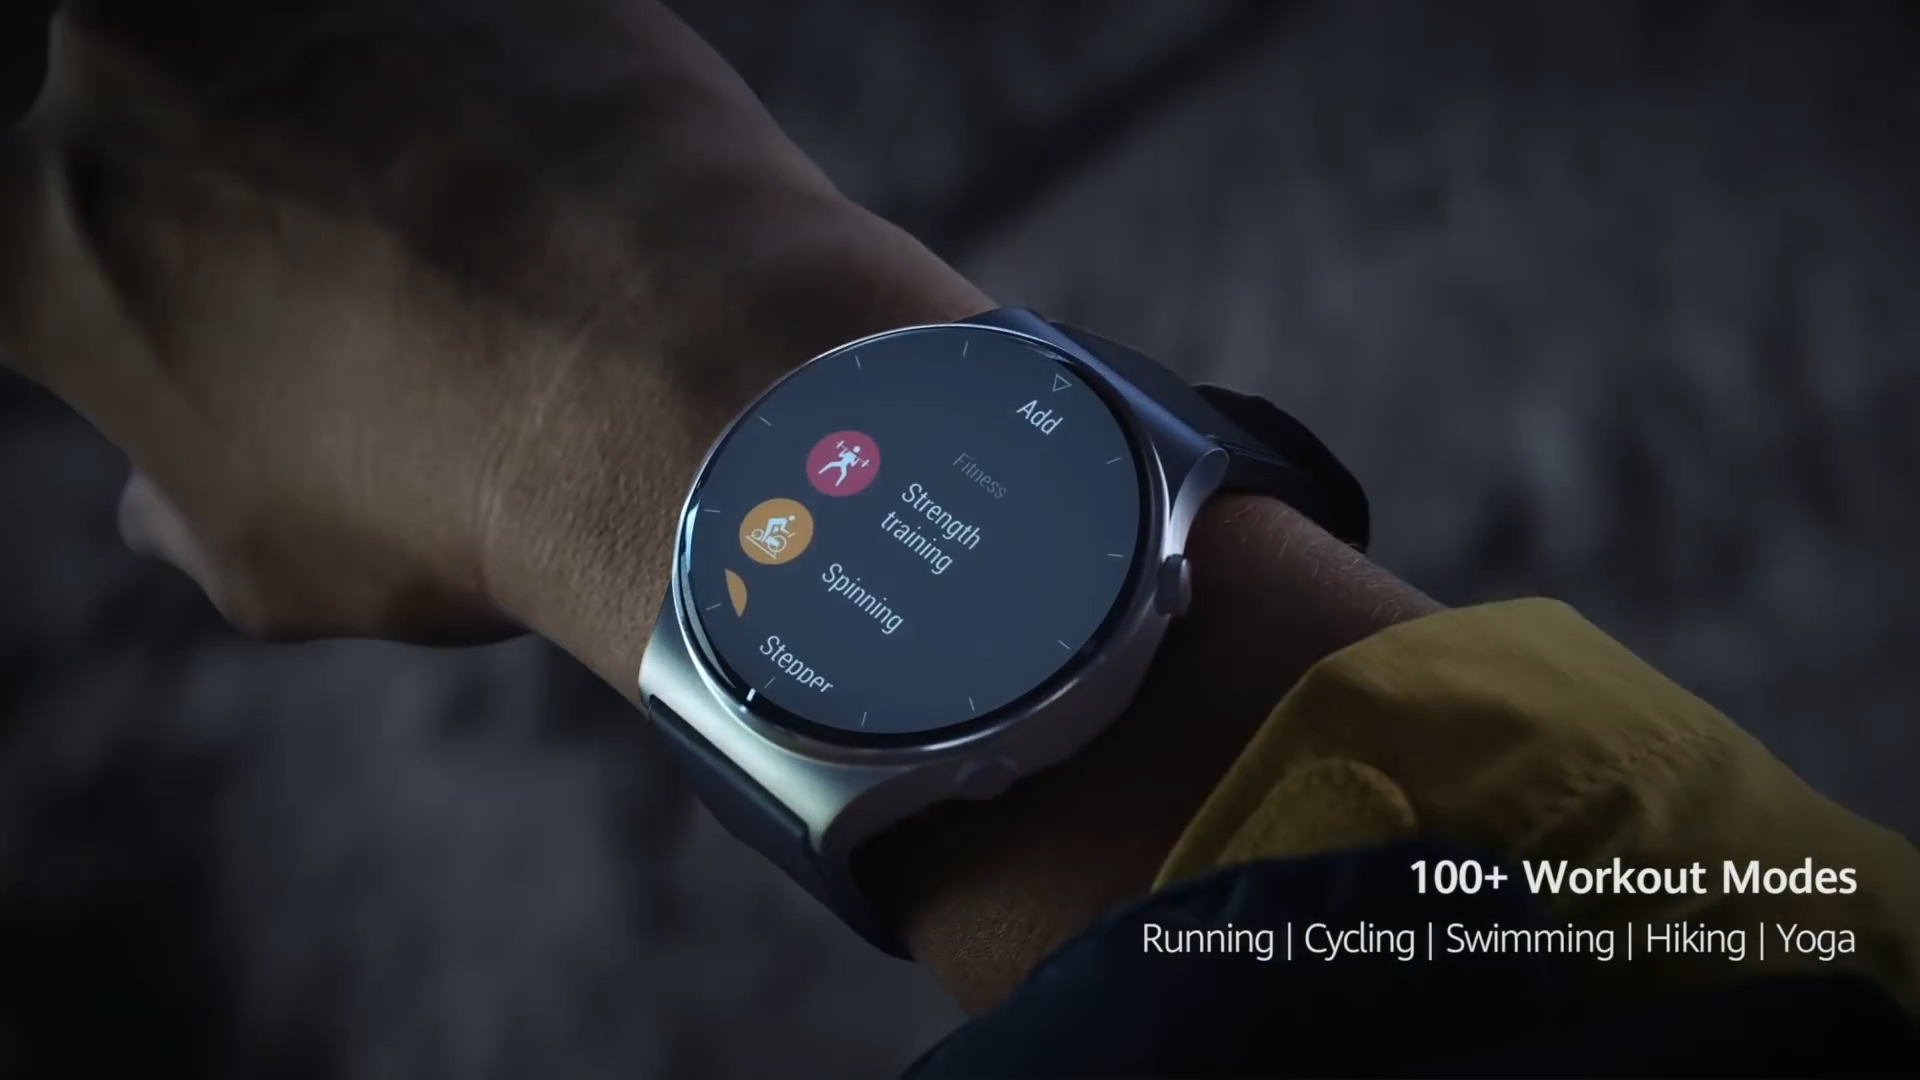 Add
Fitness
Strength
training
Spinning
Stepper
100+ Workout Modes
Running | Cycling | Swimming | Hiking | Yoga